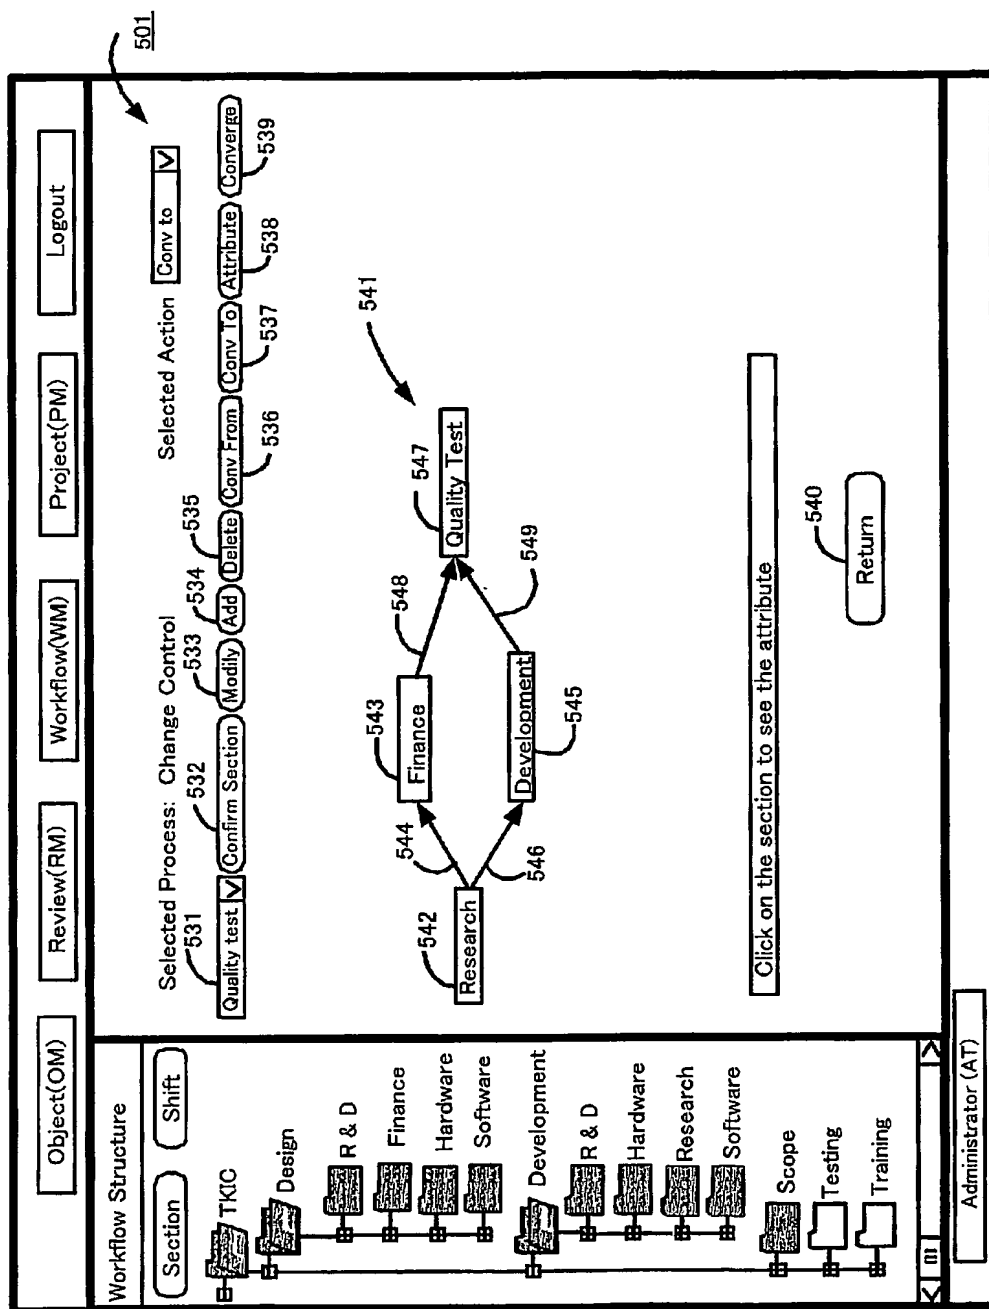 501
Object(OM) Review(RM) Workflow(WM) Project(PM) Logout
Workflow Structure
Section Shift
TKIC
Design
R & D
Finance
Hardware
Software
Development
R & D
Hardware
Research
Software
Scope
Testing
Training
m
Selected Process: Change Control Selected Action Conv to
531 532 533 534 535
Quality test Confirm Section Modify Add Delete Conv From Conv To Attribute Converge
536 537 538 539
541
543 548 547
Finance
544
542
Research Quality Test
546 549
Development
545
Click on the section to see the attribute
540
Return
Administrator (AT)